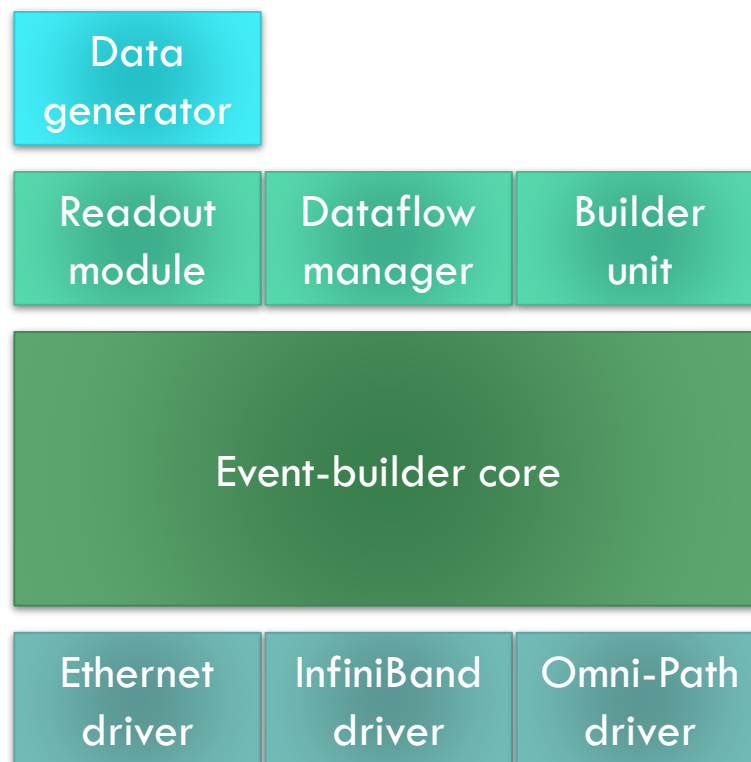 Data
generator
Readout
module
Dataflow
manager
Builder
unit
Event-builder core
Ethernet
driver
InfiniBand
driver
Omni-Path
driver